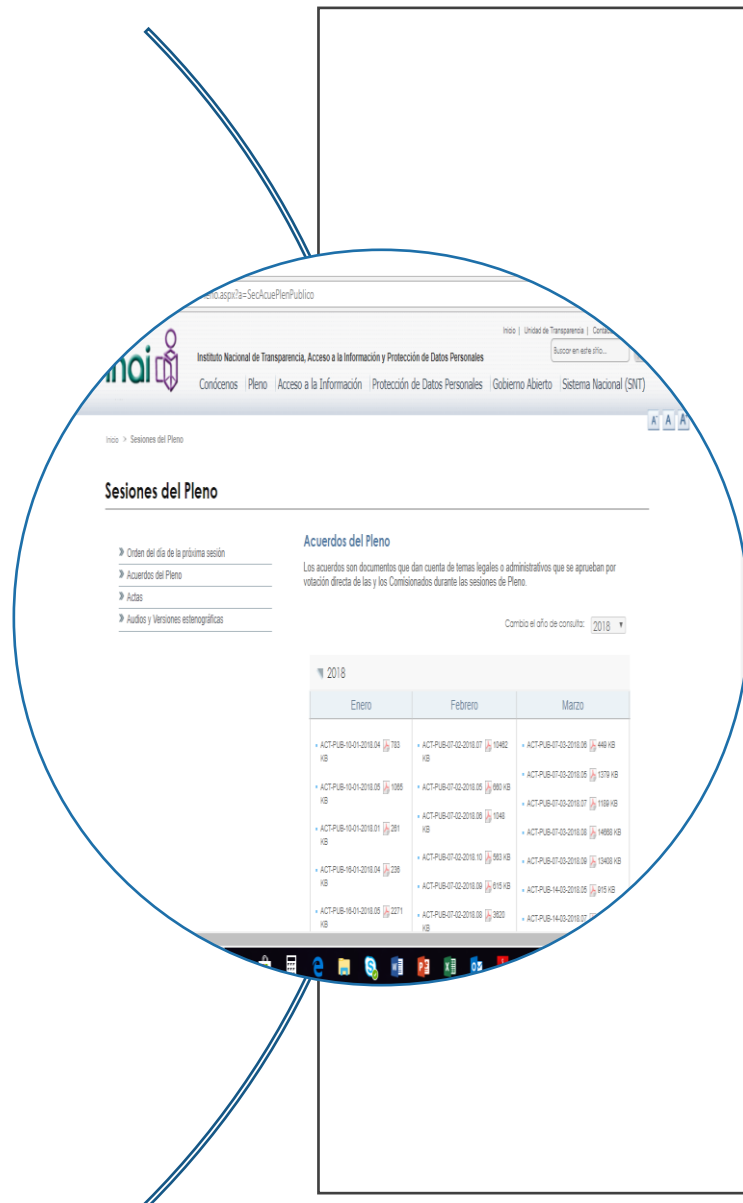 eno.aspx?a=SecAcuePlenPublico
Inicio | Unidad de Transparencia |
inai
Instituto Nacional de Transparencia, Acceso a la Información y Protección de Datos Personales
Buscar en este sitio...
Conócenos | Pleno | Acceso a la Información | Protección de Datos Personales | Gobierno Abierto | Sistema Nacional (SNT)
A- A A+
Inicio > Sesiones del Pleno
Sesiones del Pleno
Orden del día de la próxima sesión
Acuerdos del Pleno
Actas
Audios y Versiones estenográficas
Acuerdos del Pleno
Los acuerdos son documentos que dan cuenta de temas legales o administrativos que se aprueban por
votación directa de las y los Comisionados durante las sesiones de Pleno.
Cambia el año de consulta: 2018
2018
Enero
ACT-PUB-10-01-2018.04 783
KB
ACT-PUB-10-01-2018.05 1065
KB
ACT-PUB-10-01-2018.01 261
KB
ACT-PUB-16-01-2018.04 236
KB
ACT-PUB-16-01-2018.05 2271
KB
Febrero
ACT-PUB-07-02-2018.07 10462
KB
ACT-PUB-07-02-2018.05 660 KB
ACT-PUB-07-02-2018.06 1048
KB
ACT-PUB-07-02-2018.10 563 KB
ACT-PUB-07-02-2018.09 615 KB
ACT-PUB-07-02-2018.08 3620
KB
Marzo
ACT-PUB-07-03-2018.06 449 KB
ACT-PUB-07-03-2018.05 1379 KB
ACT-PUB-07-03-2018.07 1189 KB
ACT-PUB-07-03-2018.08 14668 KB
ACT-PUB-07-03-2018.09 13408 KB
ACT-PUB-14-03-2018.05 915 KB
ACT-PUB-14-03-2018.07